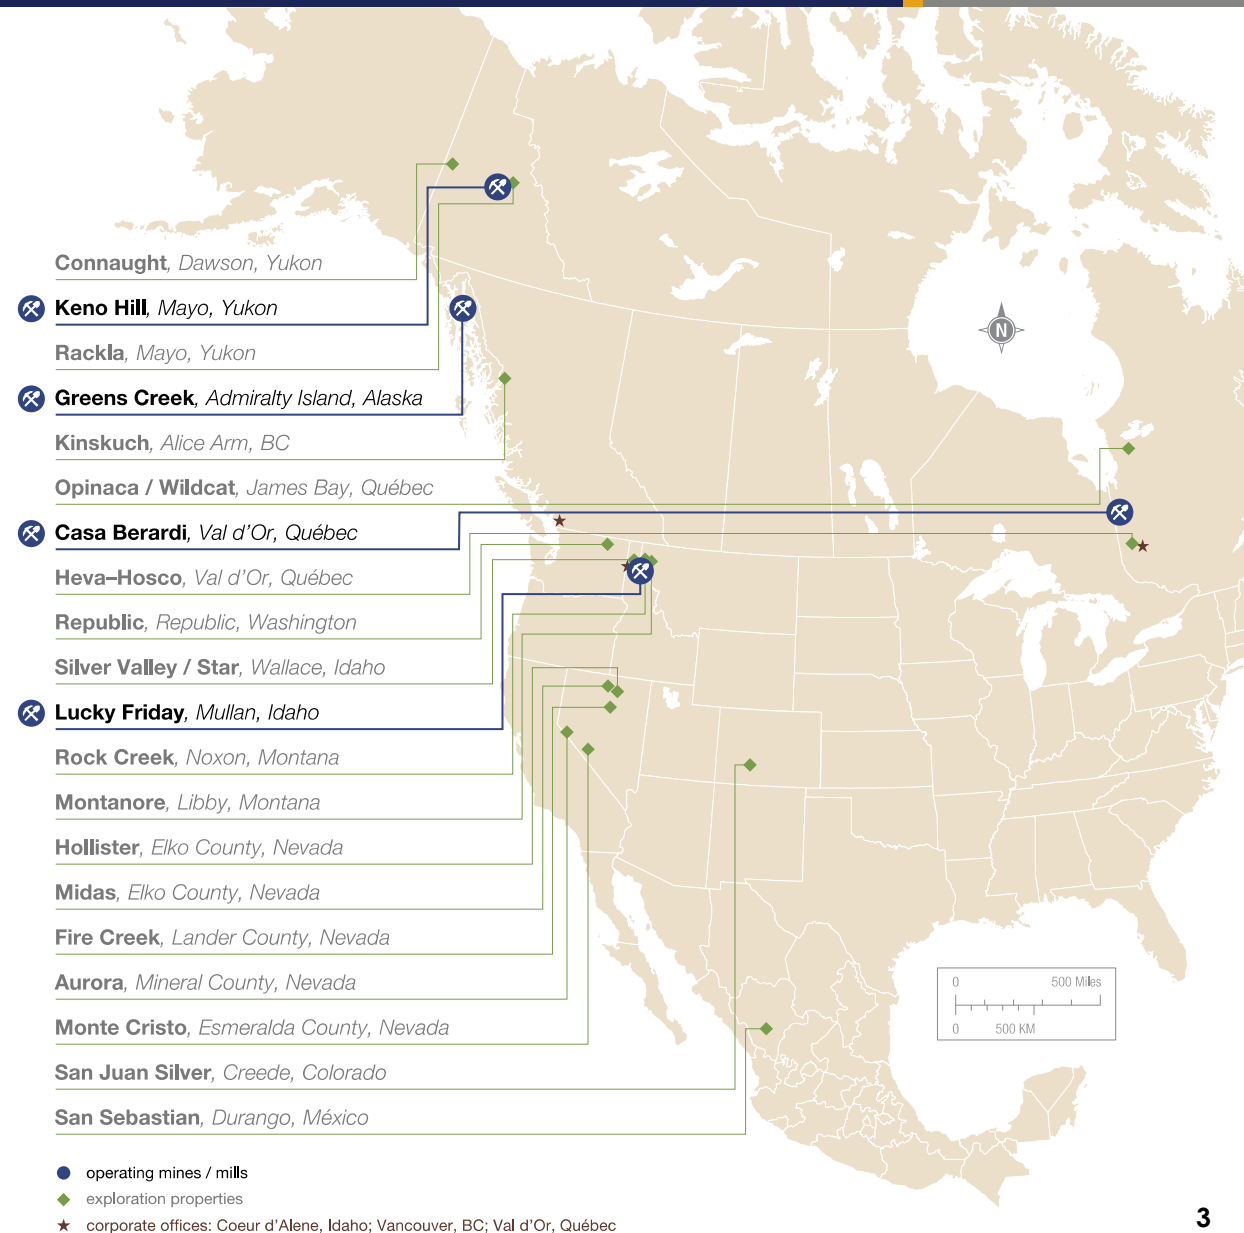 Connaught, Dawson, Yukon
Keno Hill, Mayo, Yukon
Rackla, Mayo, Yukon
Greens Creek, Admiralty Island, Alaska
Kinskuch, Alice Arm, BC
Opinaca / Wildcat, James Bay, Québec
Casa Berardi, Val d’Or, Québec
Heva–Hosco, Val d’Or, Québec
Republic, Republic, Washington
Silver Valley / Star, Wallace, Idaho
Lucky Friday, Mullan, Idaho
Rock Creek, Noxon, Montana
Montanore, Libby, Montana
Hollister, Elko County, Nevada
Midas, Elko County, Nevada
Fire Creek, Lander County, Nevada
Aurora, Mineral County, Nevada
Monte Cristo, Esmeralda County, Nevada
San Juan Silver, Creede, Colorado
San Sebastian, Durango, México
N
0 500 Miles
0 500 KM
operating mines / mills
exploration properties
corporate offices: Coeur d’Alene, Idaho; Vancouver, BC; Val d’Or, Québec
3